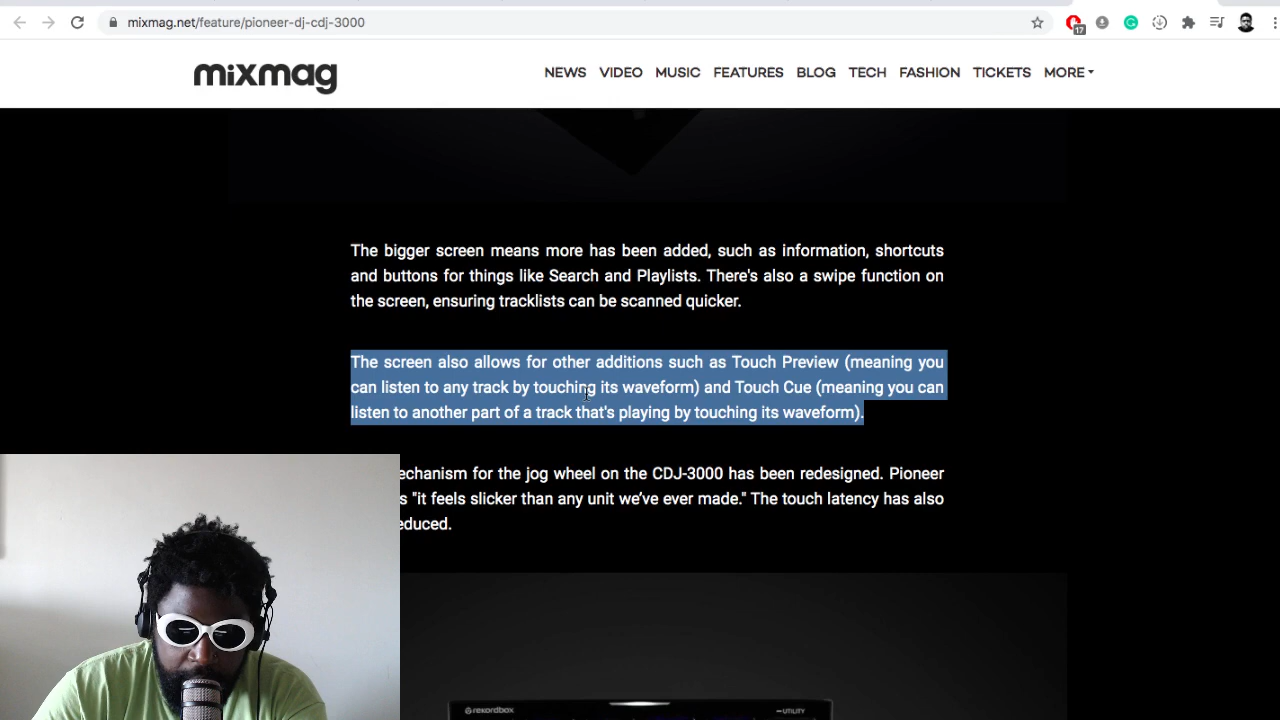 mixmag.net/feature/pioneer-dj-cdj-3000
17
mixmag
NEWS VIDEO MUSIC FEATURES BLOG TECH FASHION TICKETS MORE
The bigger screen means more has been added, such as information, shortcuts
and buttons for things like Search and Playlists. There's also a swipe function on
the screen, ensuring tracklists can be scanned quicker.
The screen also allows for other additions such as Touch Preview (meaning you
can listen to any track by touching its waveform) and Touch Cue (meaning you can
listen to another part of a track that's playing by touching its waveform).
echanism for the jog wheel on the CDJ-3000 has been redesigned. Pioneer
s "it feels slicker than any unit we've ever made." The touch latency has also
educed.
rekordbox
UTILITY